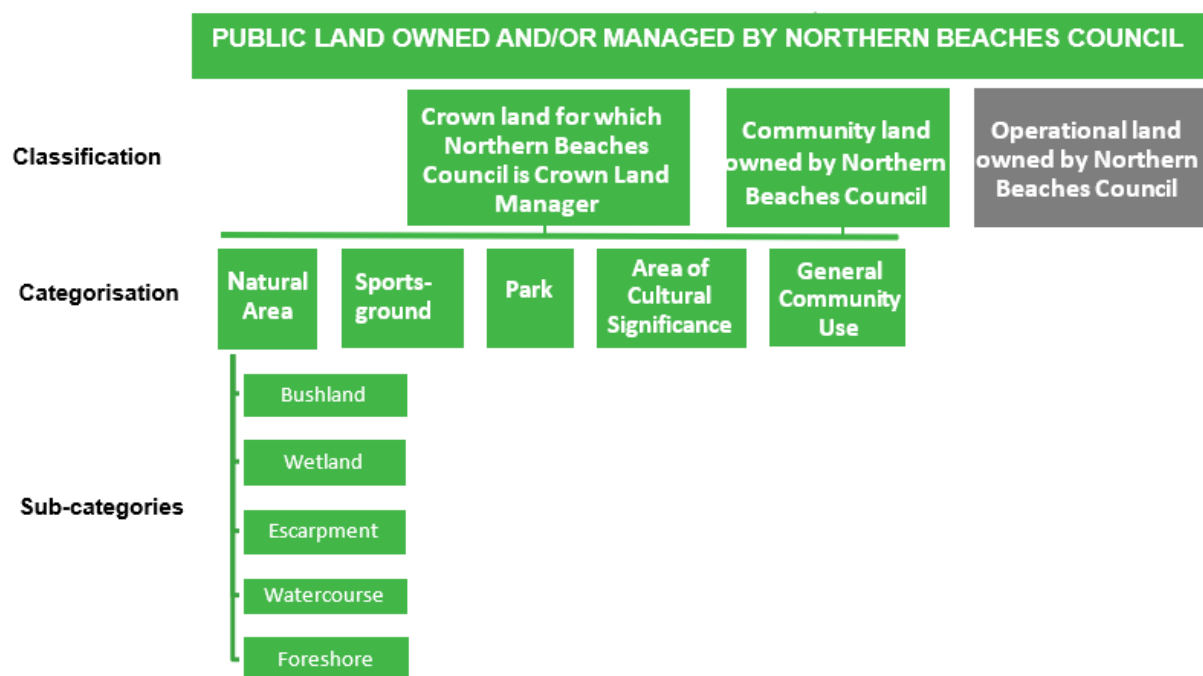 PUBLIC LAND OWNED AND/OR MANAGED BY NORTHERN BEACHES COUNCIL
Classification
Crown land for which
Northern Beaches
Council is Crown Land
Manager
Community land
owned by Northern
Beaches Council
Operational land
owned by Northern
Beaches Council
Categorisation
Natural
Area
Sports-
ground
Park
Area of
Cultural
Significance
General
Community
Use
Sub-categories
Bushland
Wetland
Escarpment
Watercourse
Foreshore